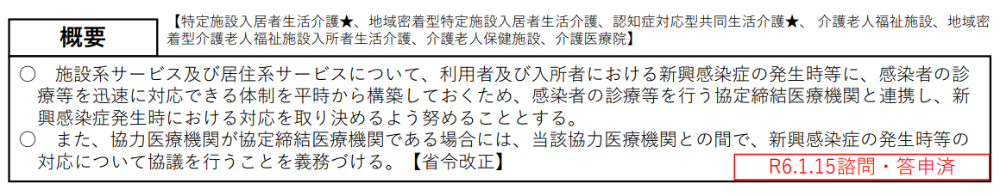 概要
【特定施設入居者生活介護★、地域密着型特定施設入居者生活介護、認知症対応型共同生活介護★、 介護老人福祉施設、地域密
着型介護老人福祉施設入所者生活介護、介護老人保健施設、介護医療院】
○　施設系サービス及び居住系サービスについて、利用者及び入所者における新興感染症の発生時等に、感染者の診
療等を迅速に対応できる体制を平時から構築しておくため、感染者の診療等を行う協定締結医療機関と連携し、新
興感染症発生時における対応を取り決めるよう努めることとする。
○　また、協力医療機関が協定締結医療機関である場合には、当該協力医療機関との間で、新興感染症の発生時等の
対応について協議を行うことを義務づける。【省令改正】
R6.1.15諮問・答申済